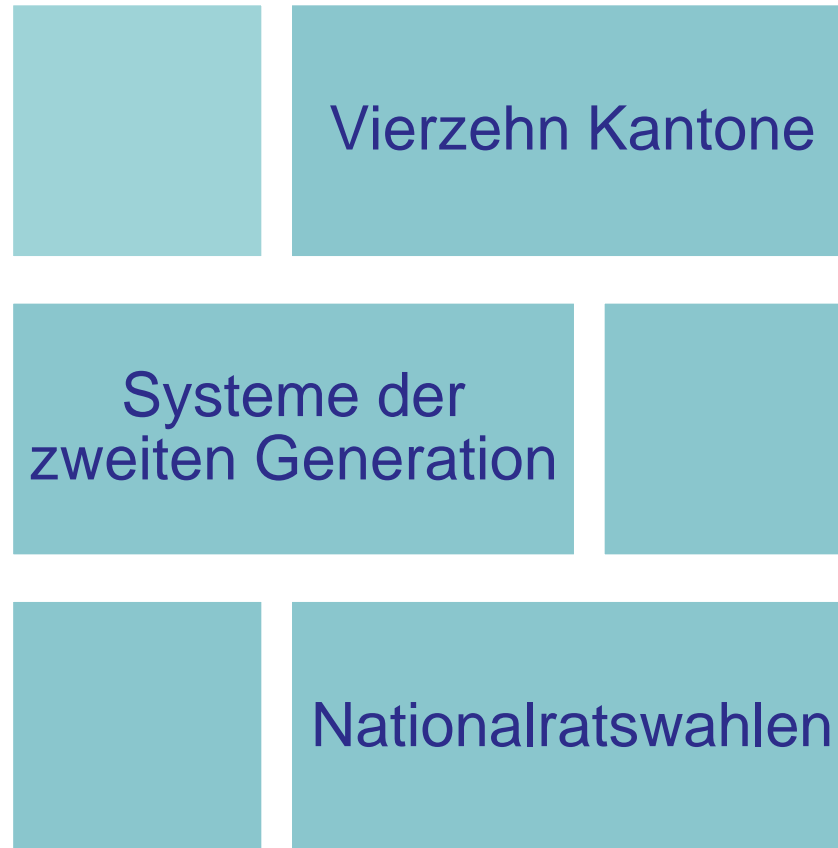 Vierzehn Kantone
Systeme der
zweiten Generation
Nationalratswahlen